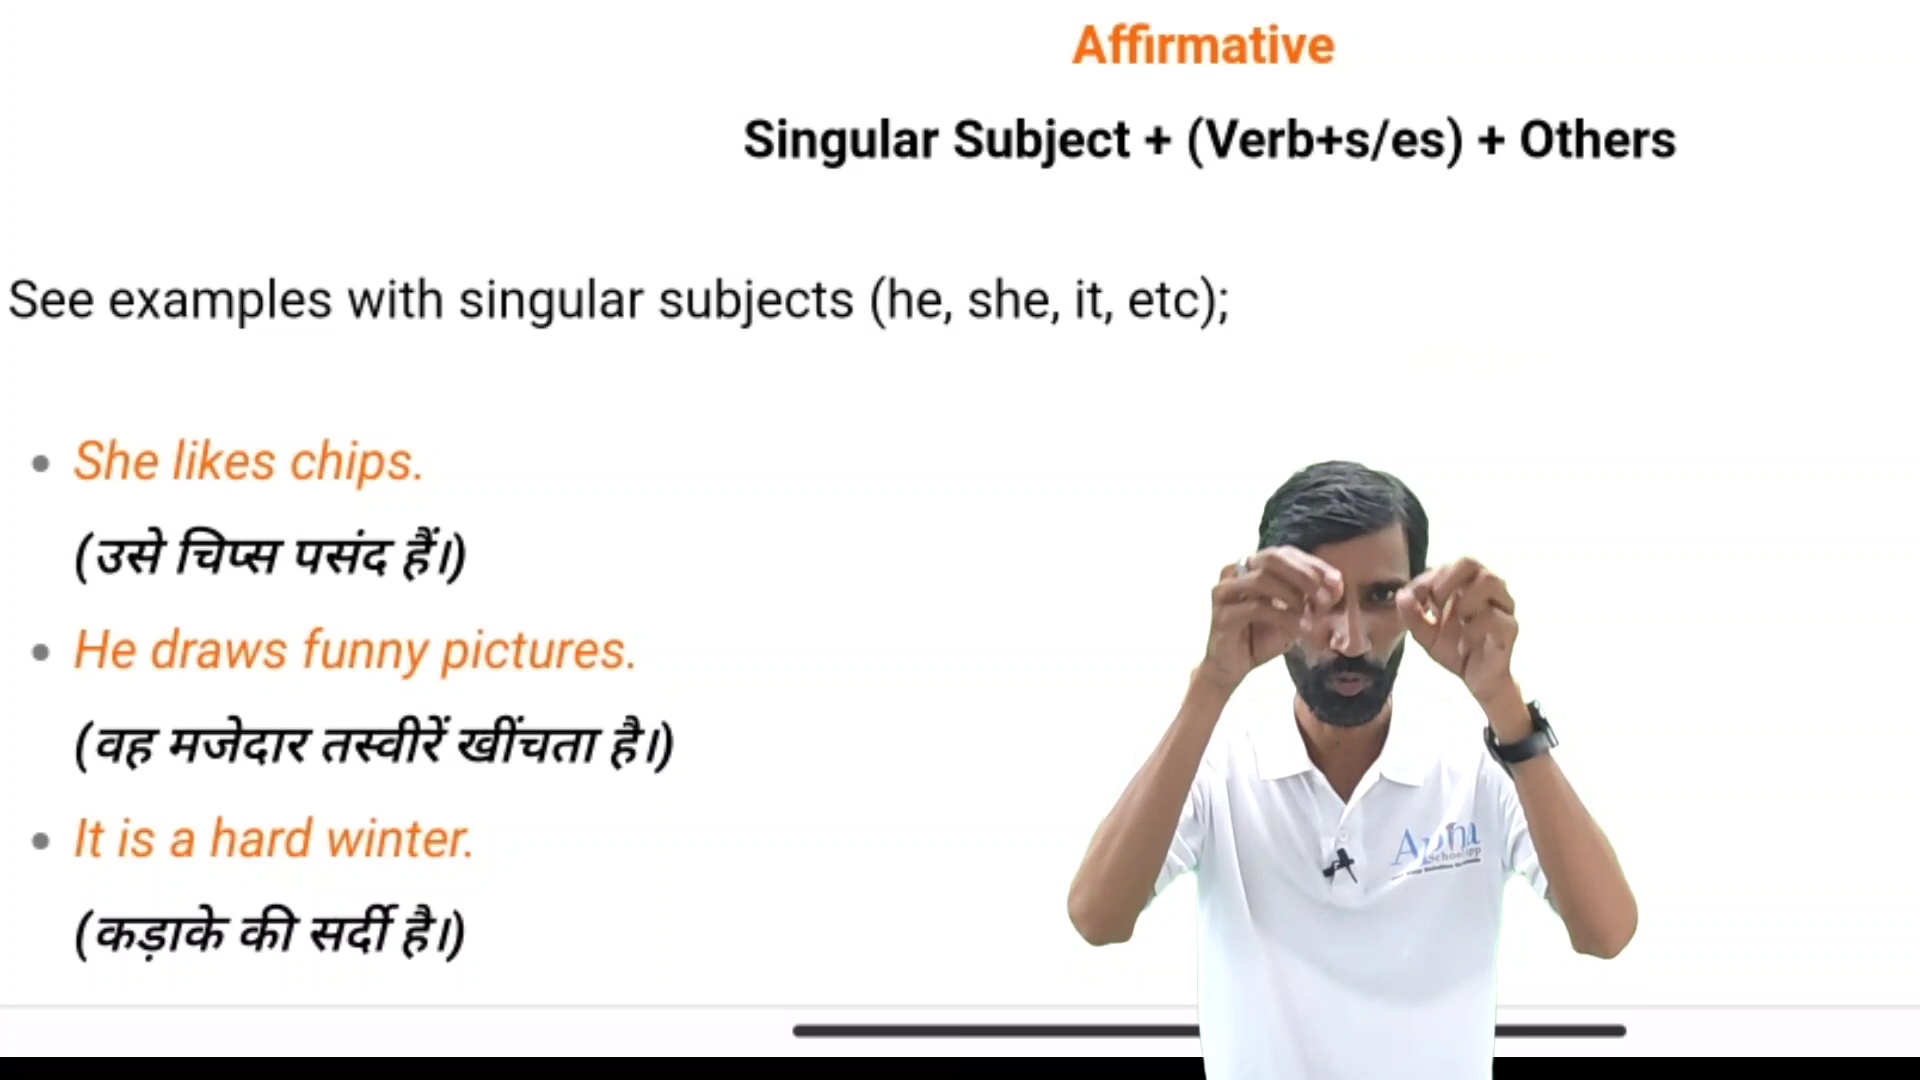 Affirmative
Singular Subject + (Verb+s/es) + Others
See examples with singular subjects (he, she, it, etc);
She likes chips.
(उसे चिप्स पसंद हैं।)
He draws funny pictures.
(वह मजेदार तस्वीरें खींचता है।)
It is a hard winter.
(कड़ाके की सर्दी है।)
Apna